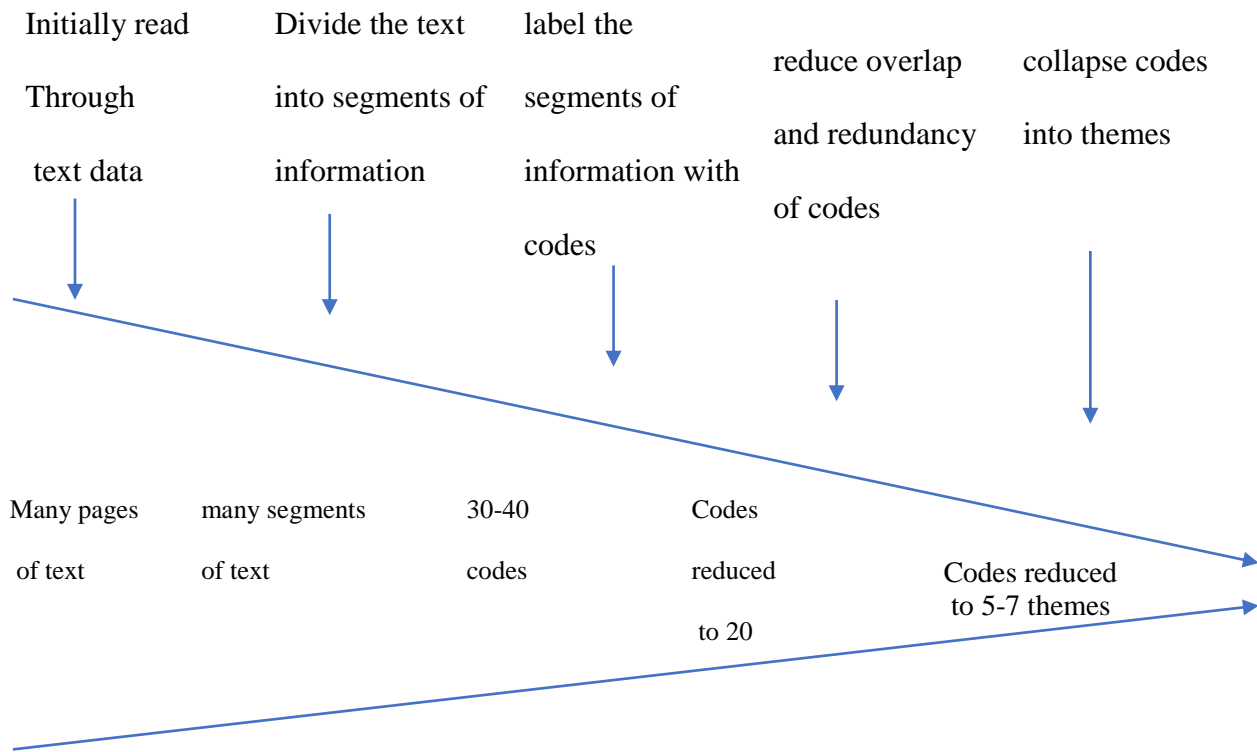 Initially read
Through
text data
Divide the text
into segments of
information
label the
segments of
information with
codes
reduce overlap
and redundancy
of codes
collapse codes
into themes
Many pages
of text
many segments
of text
30-40
codes
Codes
reduced
to 20
Codes reduced
to 5-7 themes